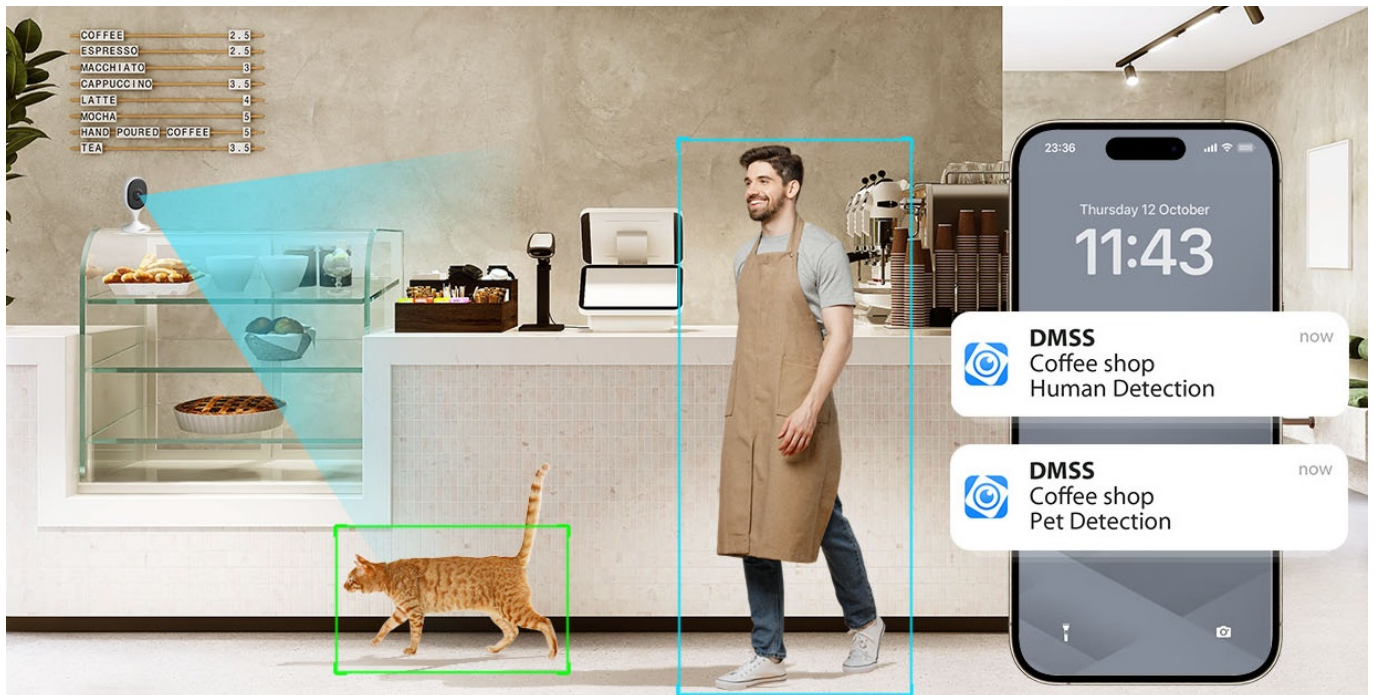 COFFEE 2.5
ESPRESSO 2.5
MACCHIATO 3
CAPPUCCINO 3.5
LATTE 4
MOCHA 5
HAND POURED COFFEE 5
TEA 3.5
23:36
Thursday 12 October
11:43
DMSS now
Coffee shop
Human Detection
DMSS now
Coffee shop
Pet Detection